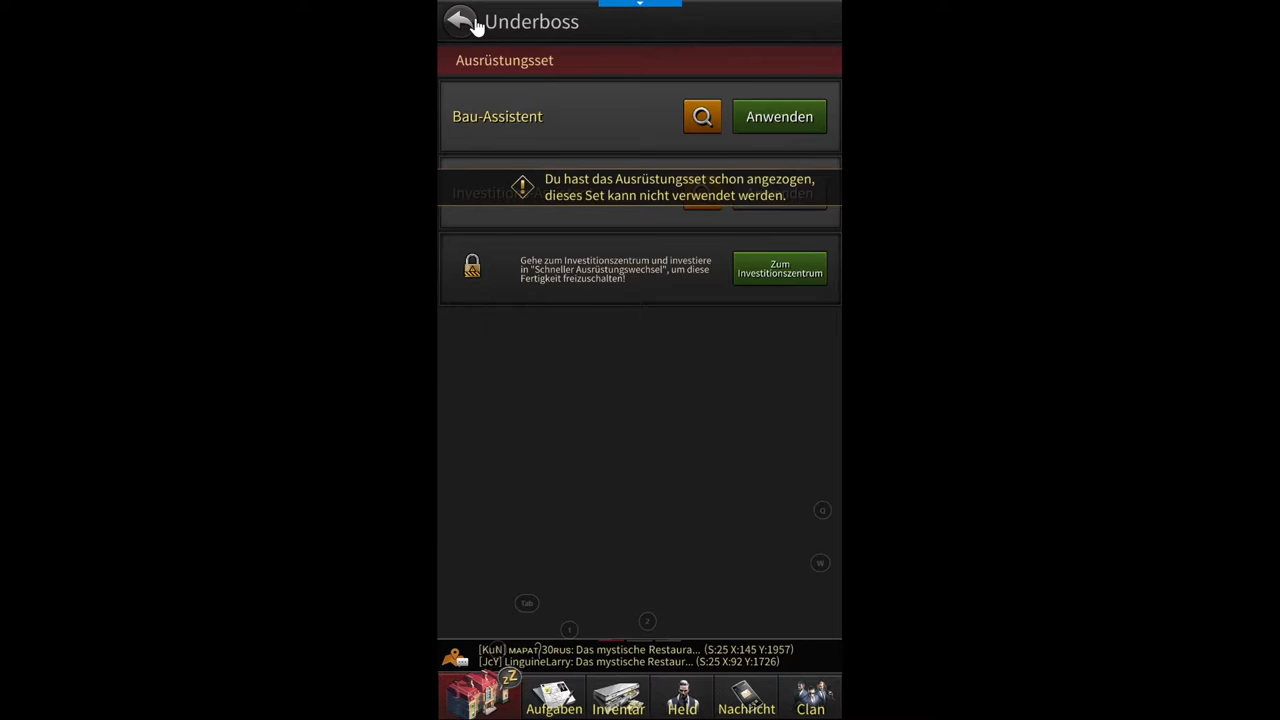 Underboss
Ausrüstungsset
Bau-Assistent
Anwenden
Du hast das Ausrüstungsset schon angezogen,
dieses Set kann nicht verwendet werden.
Gehe zum Investitionszentrum und investiere
in "Schneller Ausrüstungswechsel", um diese
Fertigkeit freizuschalten!
Zum
Investitionszentrum
Q
W
Tab
1
2
[KuN] ᴍᴀᴘᴀᴛ30ʀᴜs: Das mystische Restaura... (S:25 X:145 Y:1957)
[JcY] LinguineLarry: Das mystische Restaur... (S:25 X:92 Y:1726)
zZ
Aufgaben
Inventar
Held
Nachricht
Clan